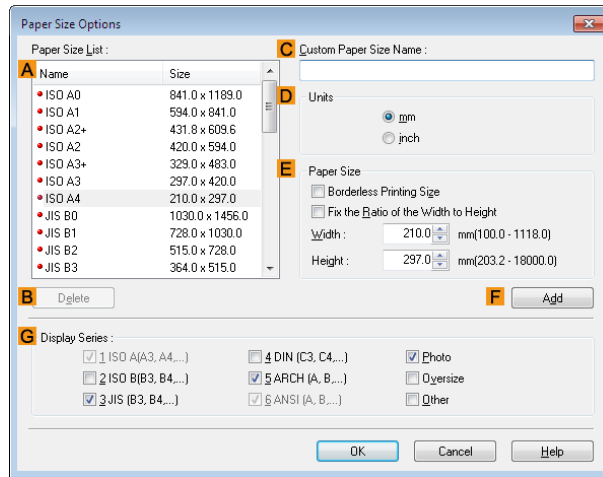 Paper Size Options
Paper Size List :
C Custom Paper Size Name :
A Name Size
ISO A0 841.0 x 1189.0
ISO A1 594.0 x 841.0
ISO A2+ 431.8 x 609.6
ISO A2 420.0 x 594.0
ISO A3+ 329.0 x 483.0
ISO A3 297.0 x 420.0
ISO A4 210.0 x 297.0
JIS B0 1030.0 x 1456.0
JIS B1 728.0 x 1030.0
JIS B2 515.0 x 728.0
JIS B3 364.0 x 515.0
D Units
mm
inch
E Paper Size
Borderless Printing Size
Fix the Ratio of the Width to Height
Width : 210.0 mm(100.0 - 1118.0)
Height : 297.0 mm(203.2 - 18000.0)
B Delete
F Add
G Display Series :
1 ISO A(A3, A4,...) 4 DIN (C3, C4,...) Photo
2 ISO B(B3, B4,...) 5 ARCH (A, B,...) Oversize
3 JIS (B3, B4,...) 6 ANSI (A, B,...) Other
OK Cancel Help